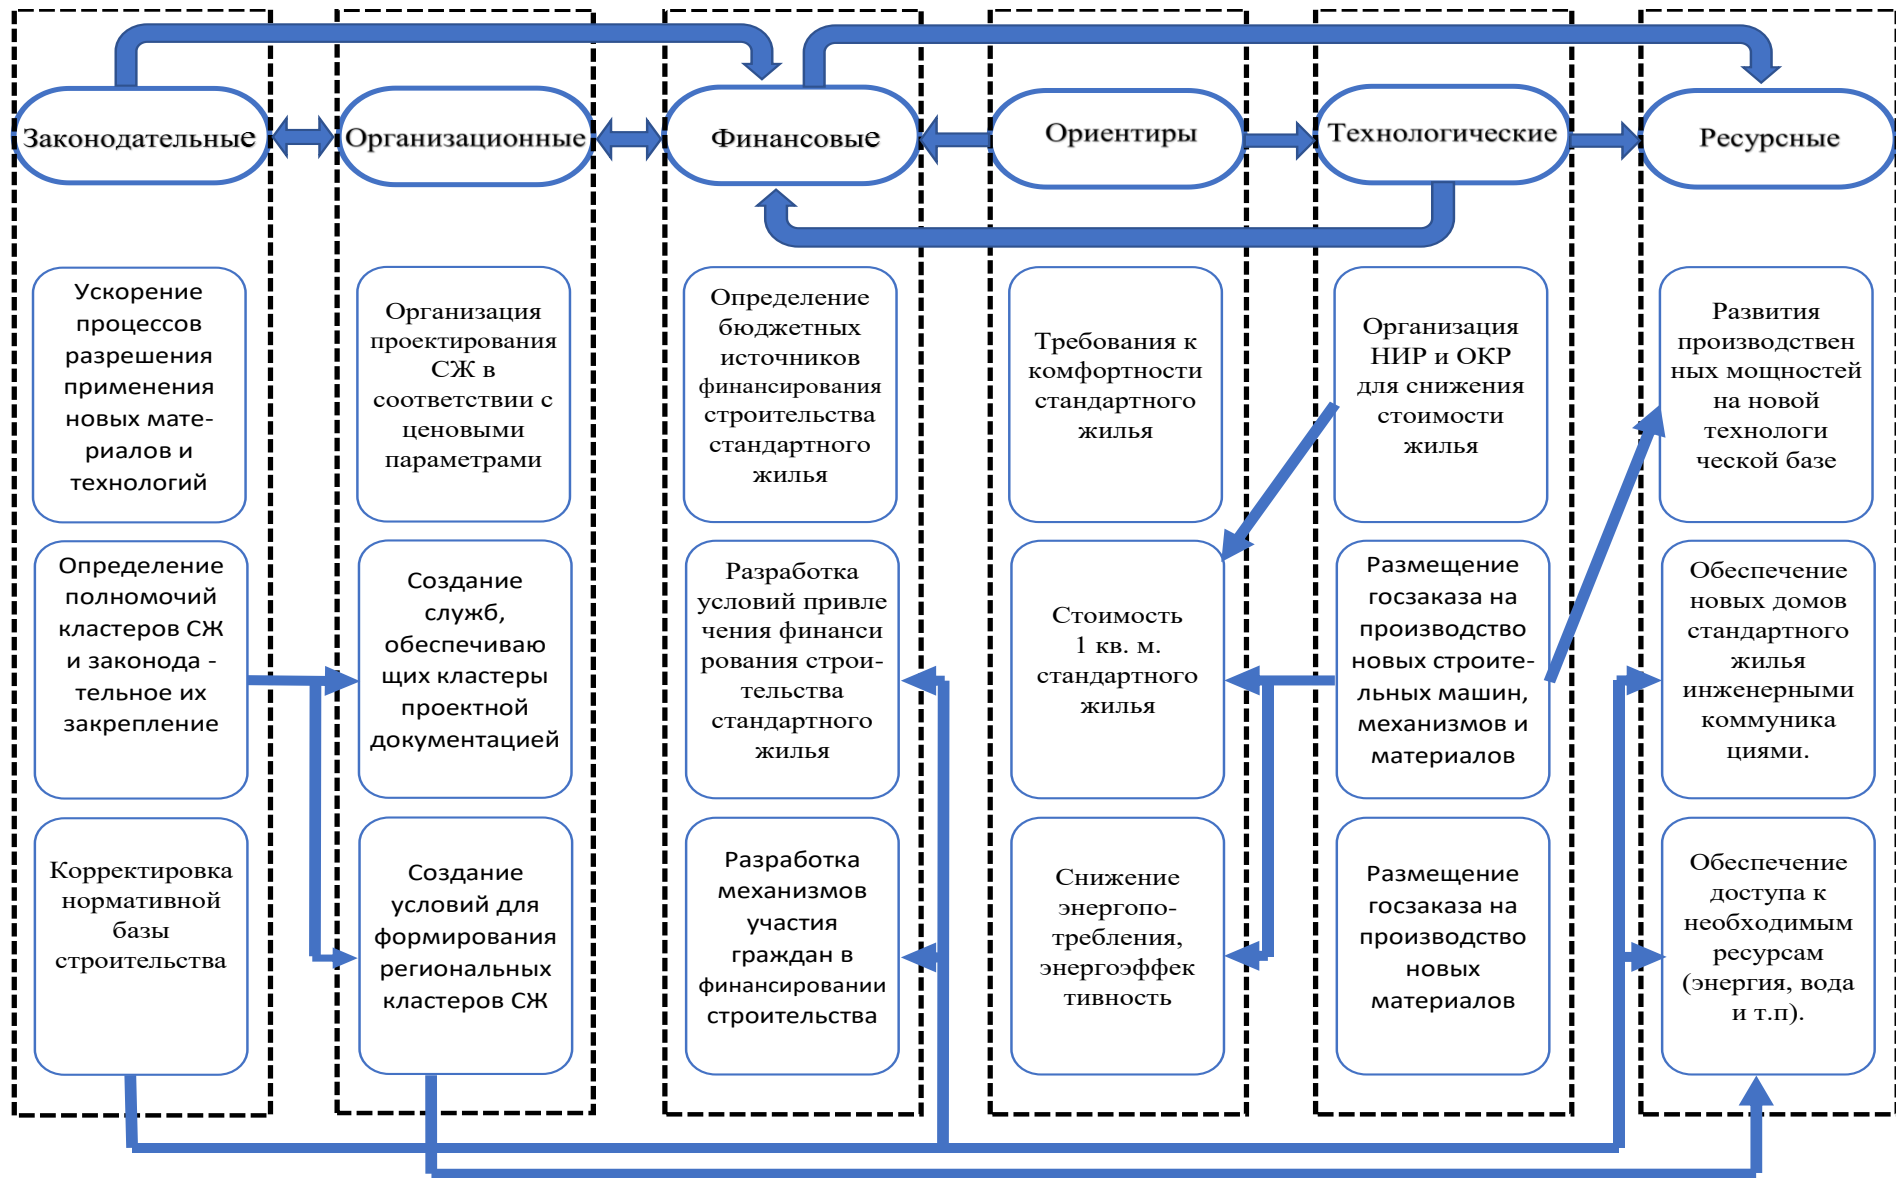 Законодательные
Организационные
Финансовые
Ориентиры
Технологические
Ресурсные
Ускорение
процессов
разрешения
применения
новых мате-
риалов и
технологий
Организация
проектирования
СЖ в
соответствии с
ценовыми
параметрами
Определение
бюджетных
источников
финансирования
строительства
стандартного
жилья
Требования к
комфортности
стандартного
жилья
Организация
НИР и ОКР
для снижения
стоимости
жилья
Развития
производствен
ных мощностей
на новой
технологи
ческой базе
Определение
полномочий
кластеров СЖ
и законода -
тельное их
закрепление
Создание
служб,
обеспечиваю
щих кластеры
проектной
документацией
Разработка
условий привле
чения финанси
рования строи-
тельства
стандартного
жилья
Стоимость
1 кв. м.
стандартного
жилья
Размещение
госзаказа на
производство
новых строите-
льных машин,
механизмов и
материалов
Обеспечение
новых домов
стандартного
жилья
инженерными
коммуника
циями.
Корректировка
нормативной
базы
строительства
Создание
условий для
формирования
региональных
кластеров СЖ
Разработка
механизмов
участия
граждан в
финансировании
строительства
Снижение
энергопо-
требления,
энергоэффек
тивность
Размещение
госзаказа на
производство
новых
материалов
Обеспечение
доступа к
необходимым
ресурсам
(энергия, вода
и т.п).